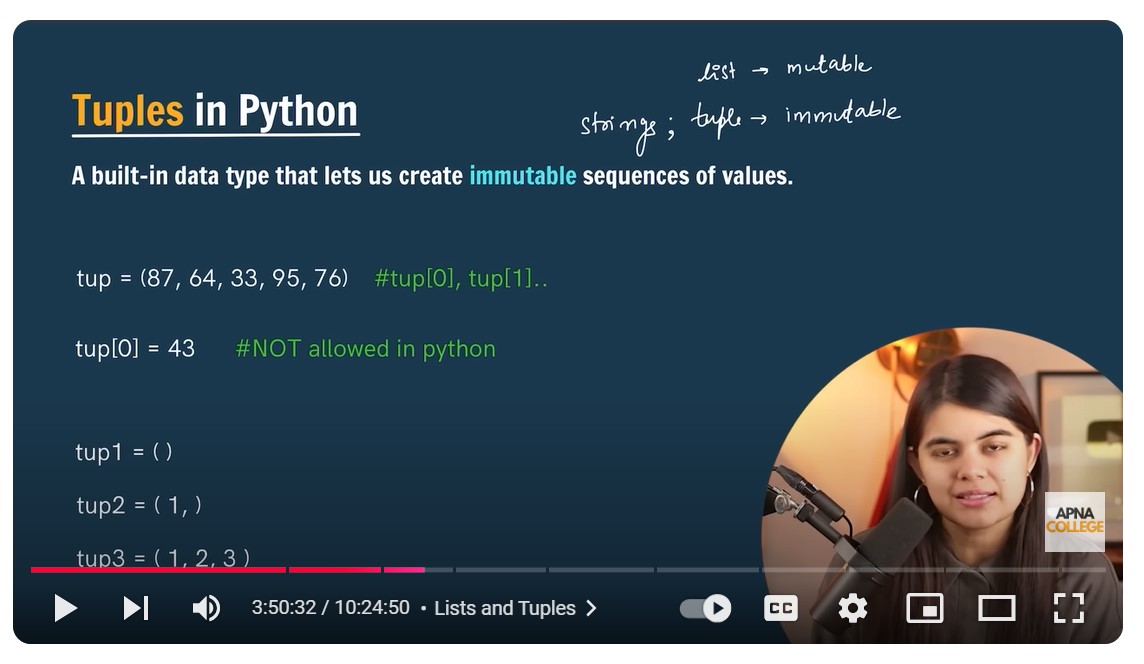 list → mutable
Tuples in Python
strings; tuple → immutable
A built-in data type that lets us create immutable sequences of values.
tup = (87, 64, 33, 95, 76) #tup[0], tup[1]..
tup[0] = 43 #NOT allowed in python
tup1 = ( )
tup2 = ( 1, )
tup3 = ( 1, 2, 3 )
APNA
COLLEGE
3:50:32 / 10:24:50 • Lists and Tuples >
CC